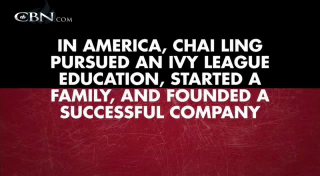 CBN.COM
IN AMERICA, CHAI LING
PURSUED AN IVY LEAGUE
EDUCATION, STARTED A
FAMILY, AND FOUNDED A
SUCCESSFUL COMPANY